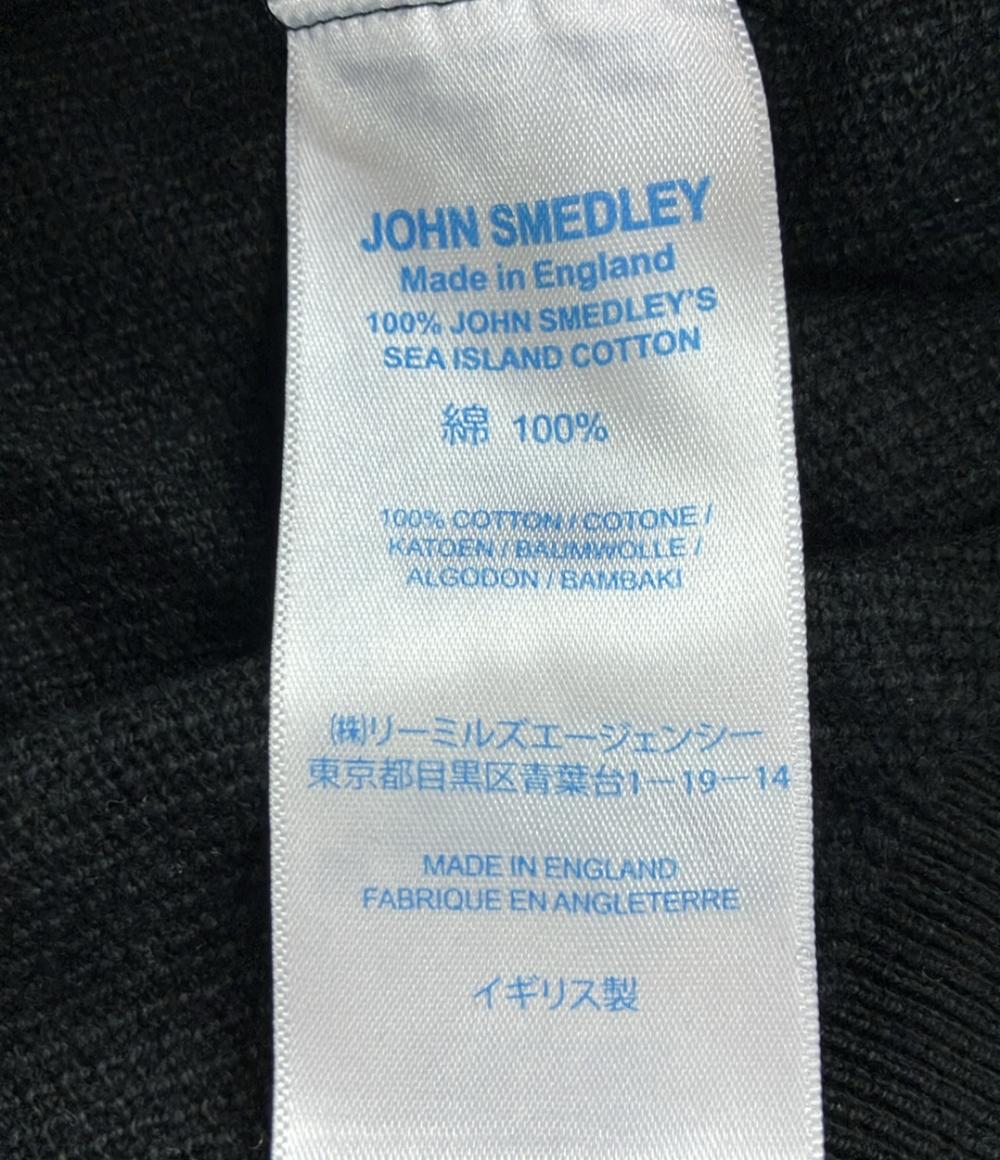 JOHN SMEDLEY
Made in England
100% JOHN SMEDLEY'S
SEA ISLAND COTTON
綿 100%
100% COTTON / COTONE /
KATOEN / BAUMWOLLE /
ALGODON / BAMBAKI
㈱リーミルズエージェンシー
東京都目黒区青葉台1－19－14
MADE IN ENGLAND
FABRIQUE EN ANGLETERRE
イギリス製